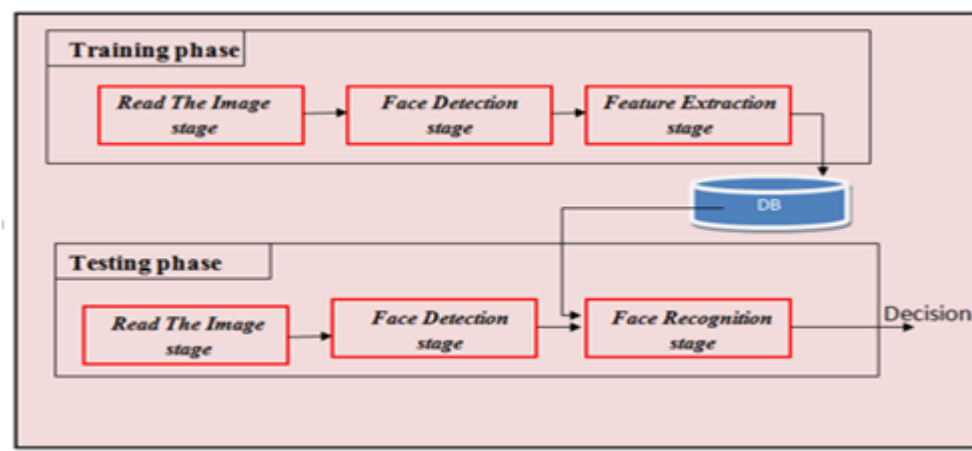 Training phase
Read The Image
stage
Face Detection
stage
Feature Extraction
stage
DB
Testing phase
Read The Image
stage
Face Detection
stage
Face Recognition
stage
Decision